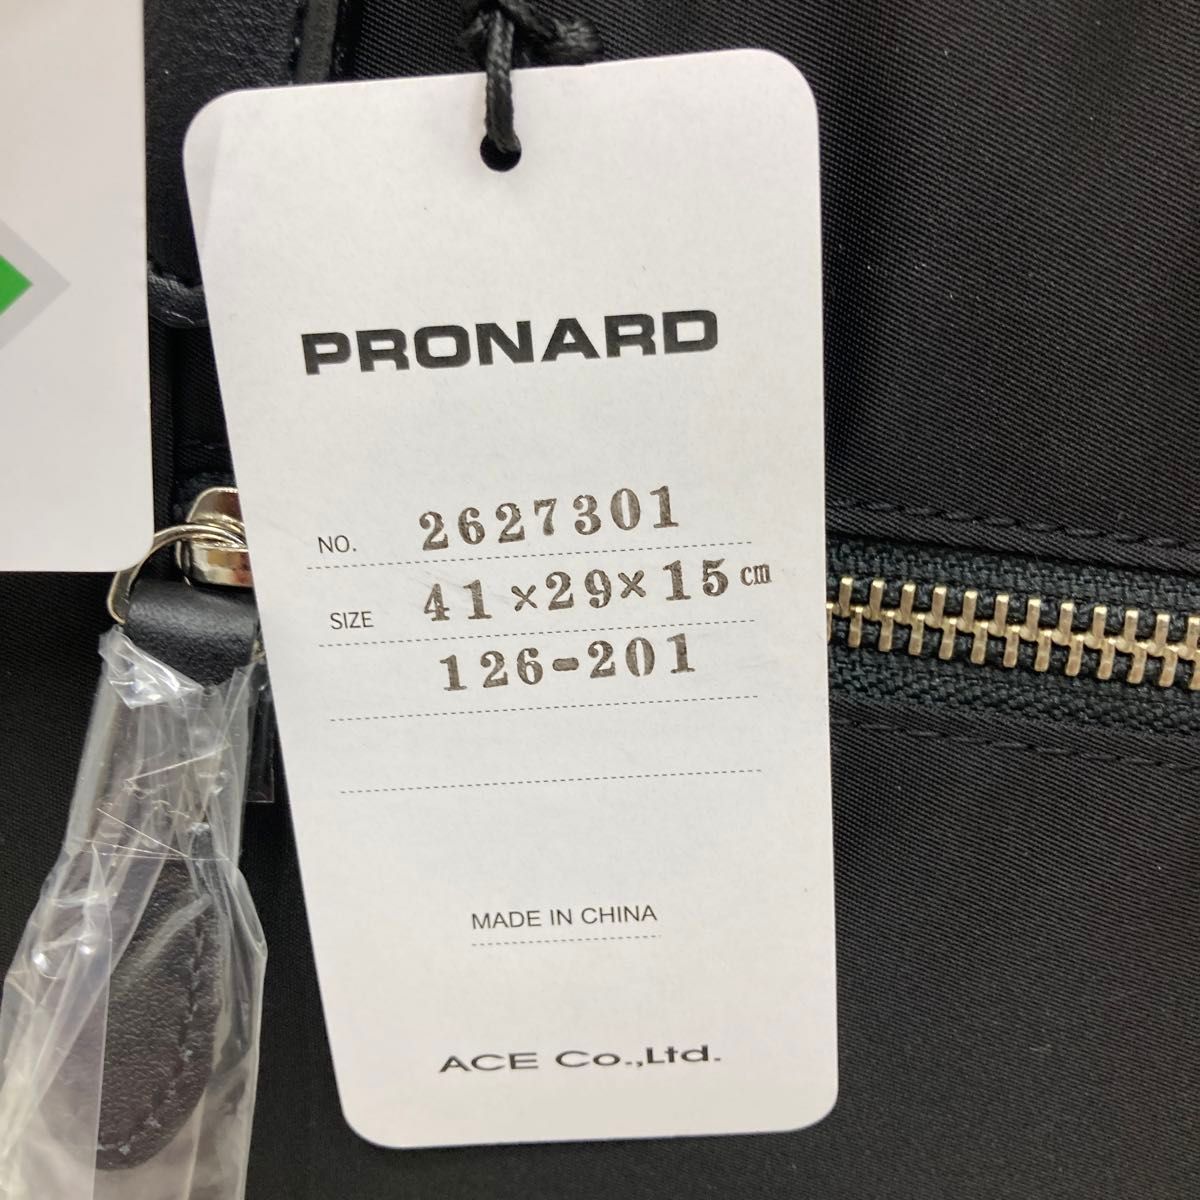 PRONARD
NO. 2627301
SIZE 41×29×15㎝
126-201
MADE IN CHINA
ACE Co.,Ltd.